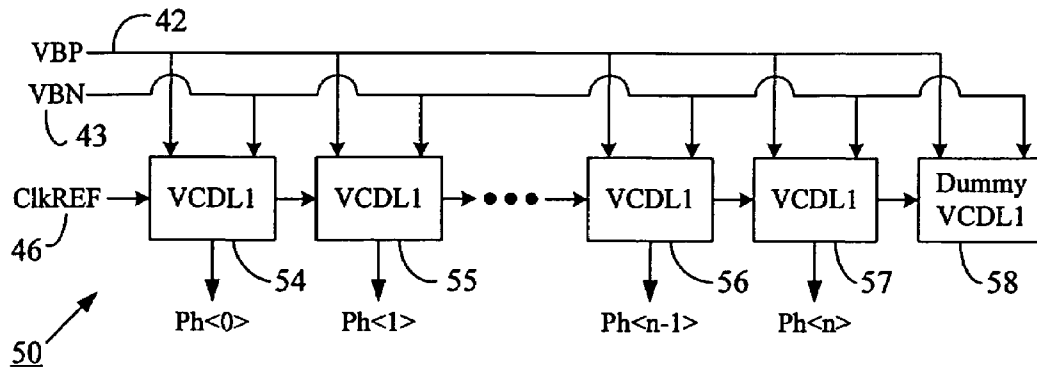 42
VBP
VBN
43
ClkREF
46
VCDL1
VCDL1
VCDL1
VCDL1
Dummy
VCDL1
54
55
56
57
58
Ph<0>
Ph<1>
Ph<n-1>
Ph<n>
50